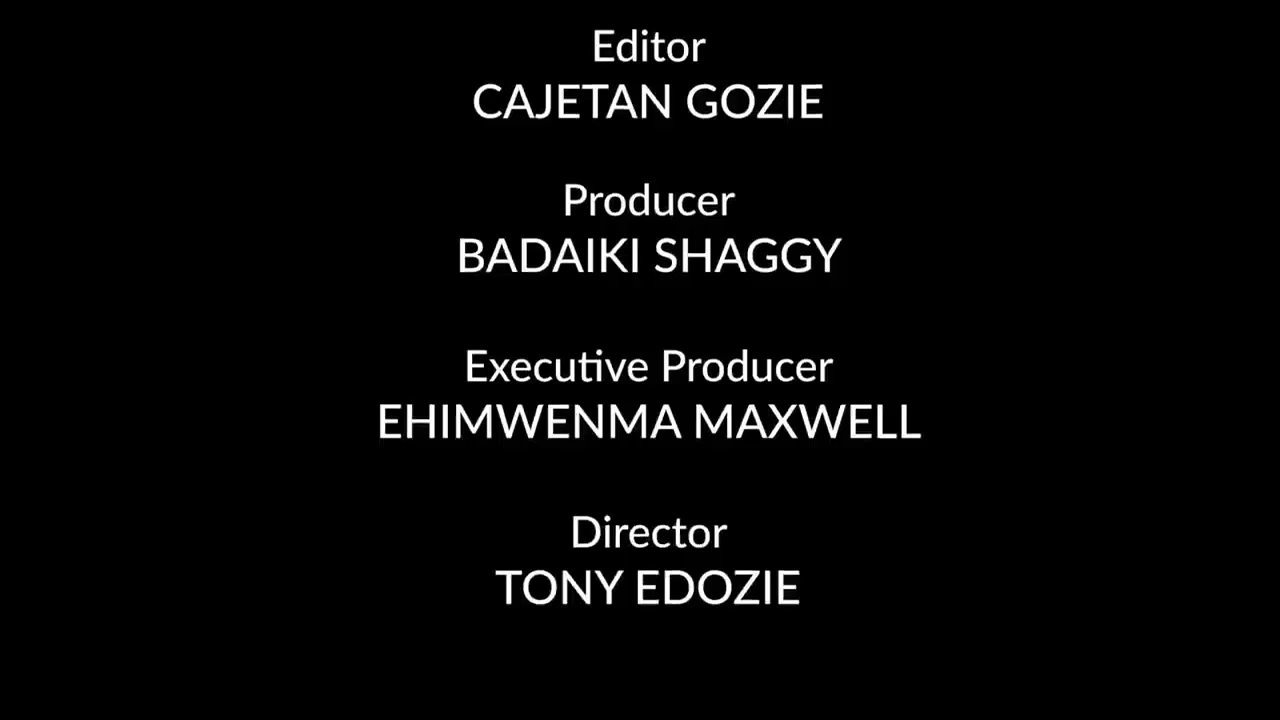 Editor
CAJETAN GOZIE
Producer
BADAIKI SHAGGY
Executive Producer
EHIMWENMA MAXWELL
Director
TONY EDOZIE